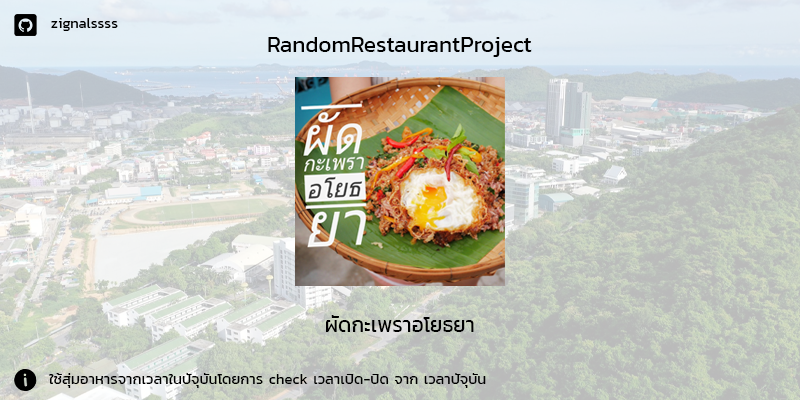 zignalssss
RandomRestaurantProject
ผัด
กะเพรา
อโยธ
ยา
ผัดกะเพราอโยธยา
ใช้สุ่มอาหารจากเวลาในปัจุบันโดยการ check เวลาเปิด-ปิด จาก เวลาปัจุบัน